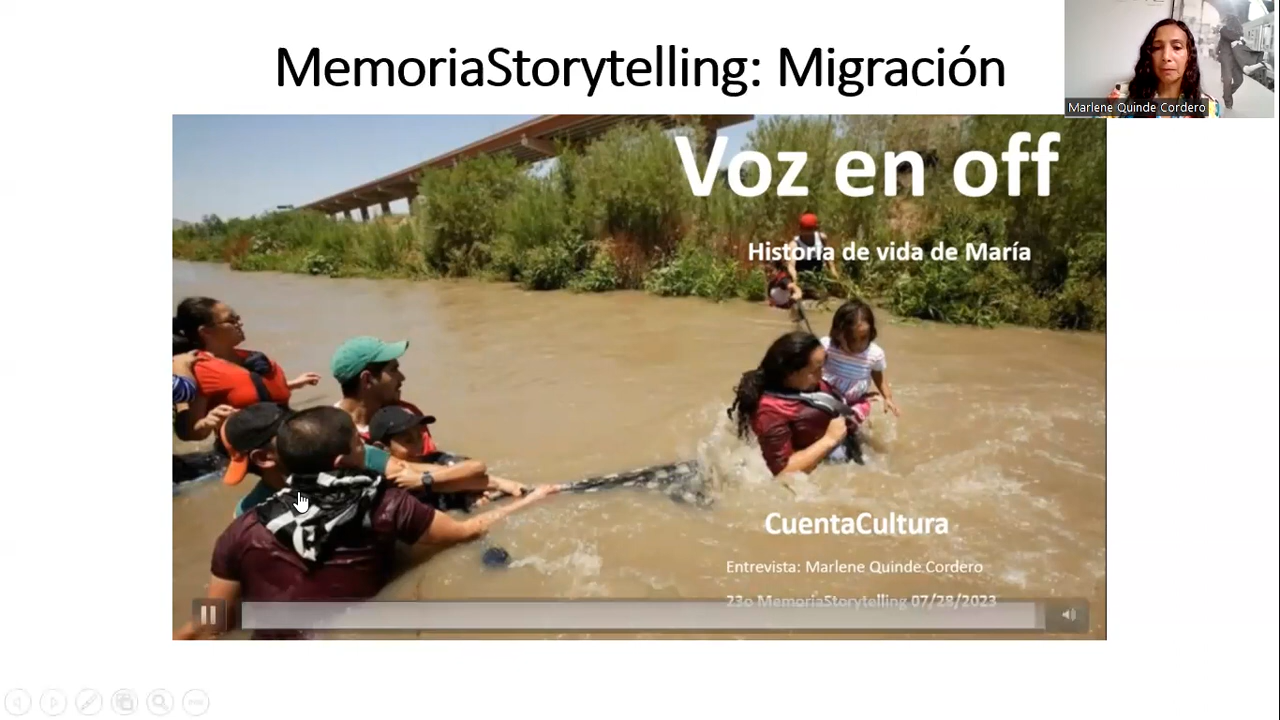 MemoriaStorytelling: Migración
Marlene Quinde Cordero
Voz en off
Historia de vida de María
CuentaCultura
Entrevista: Marlene Quinde Cordero
23o MemoriaStorytelling 07/28/2023